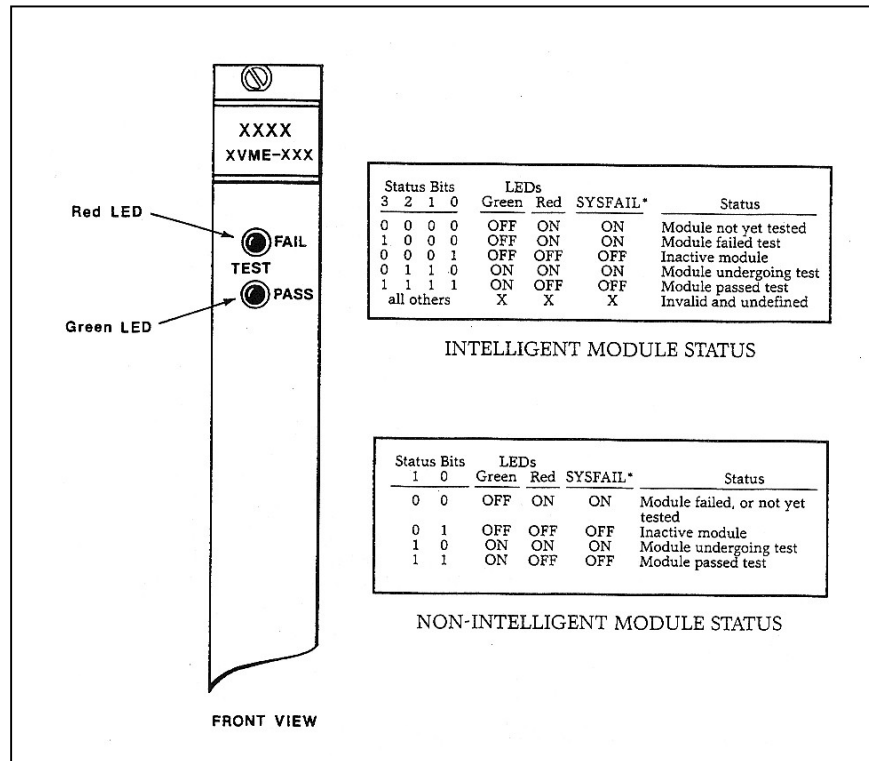 XXXX
XVME-XXX
Red LED
FAIL
TEST
PASS
Green LED
FRONT VIEW
Status Bits LEDs
3 2 1 0 Green Red SYSFAIL* Status
0 0 0 0 OFF ON ON Module not yet tested
1 0 0 0 OFF ON ON Module failed test
0 0 0 1 OFF OFF OFF Inactive module
0 1 1 0 ON ON ON Module undergoing test
1 1 1 1 ON OFF OFF Module passed test
all others X X X Invalid and undefined
INTELLIGENT MODULE STATUS
Status Bits LEDs
1 0 Green Red SYSFAIL* Status
0 0 OFF ON ON Module failed, or not yet
tested
0 1 OFF OFF OFF Inactive module
1 0 ON ON ON Module undergoing test
1 1 ON OFF OFF Module passed test
NON-INTELLIGENT MODULE STATUS